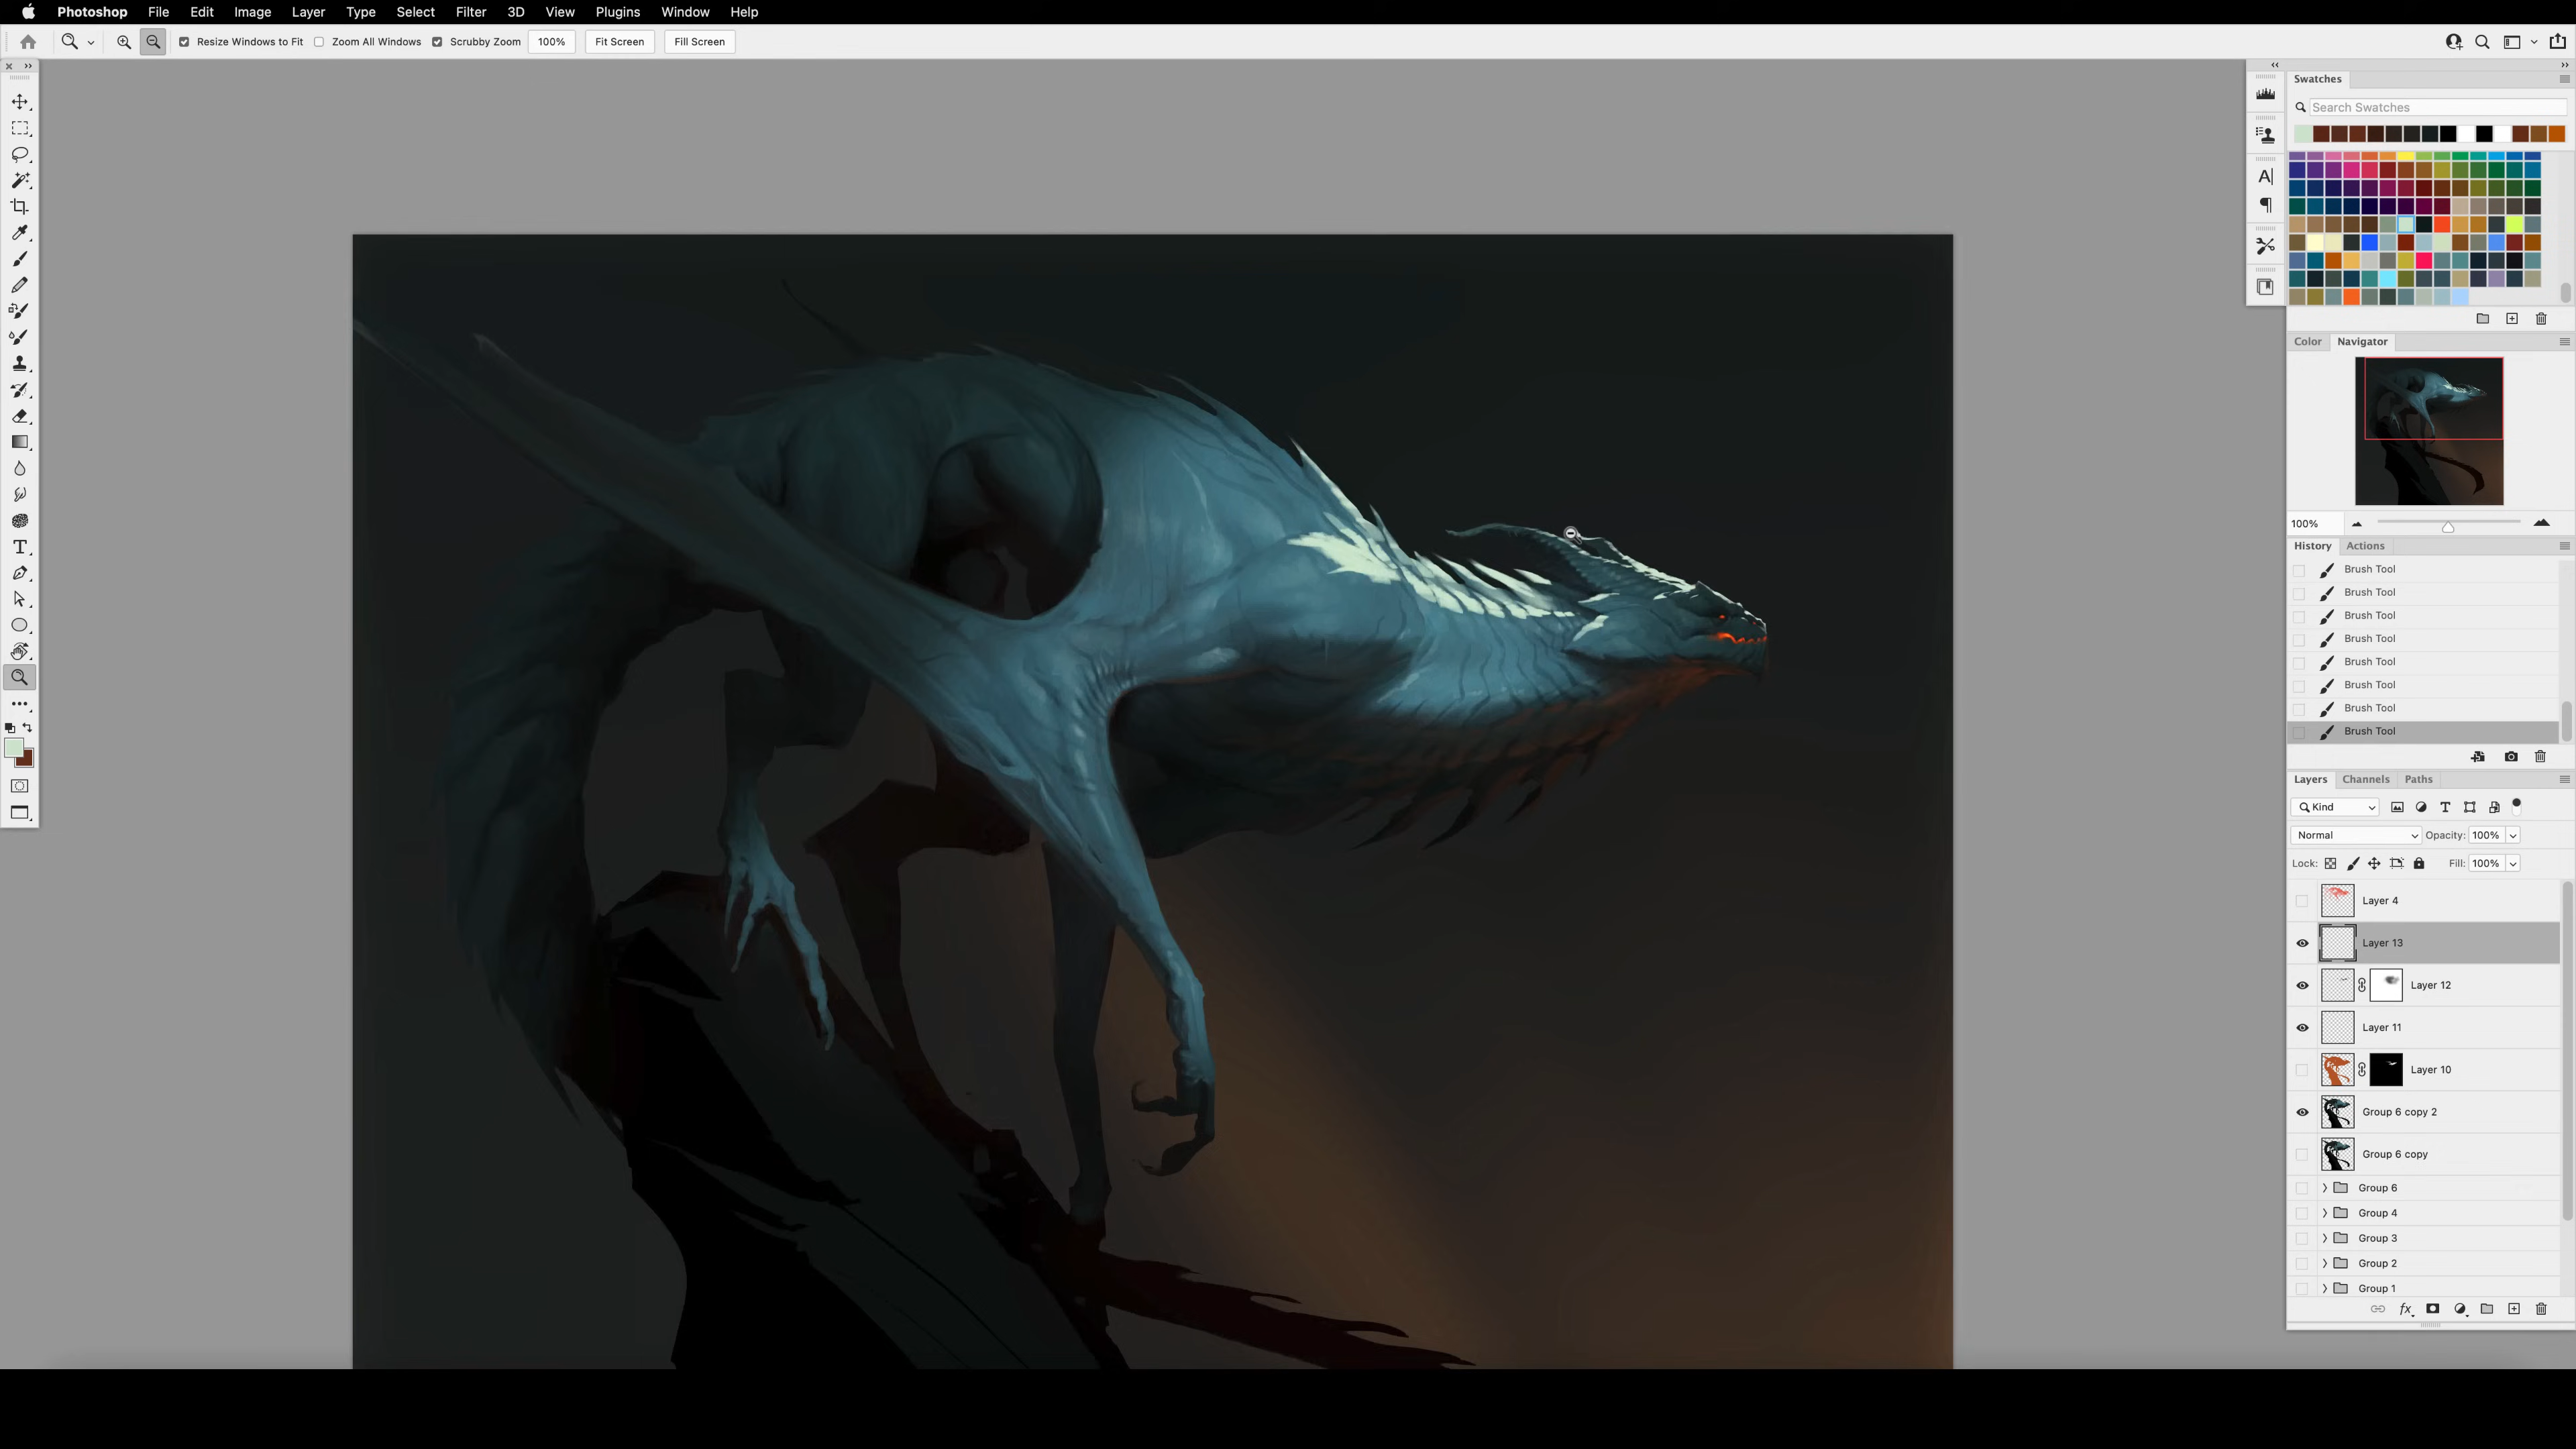 Photoshop File Edit Image Layer Type Select Filter 3D View Plugins Window Help
Resize Windows to Fit Zoom All Windows Scrubby Zoom 100% Fit Screen Fill Screen
Swatches
Search Swatches
Color Navigator
100%
History Actions
Brush Tool
Brush Tool
Brush Tool
Brush Tool
Brush Tool
Brush Tool
Brush Tool
Brush Tool
Layers Channels Paths
Kind
Normal Opacity: 100%
Lock: Fill: 100%
Layer 4
Layer 13
Layer 12
Layer 11
Layer 10
Group 6 copy 2
Group 6 copy
Group 6
Group 4
Group 3
Group 2
Group 1
fx